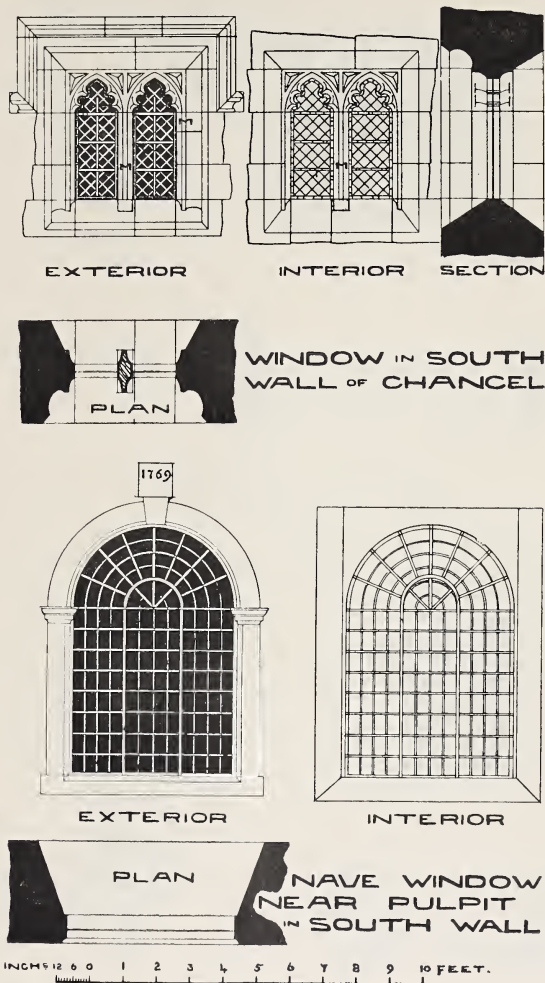 EXTERIOR
INTERIOR
SECTION
PLAN
WINDOW IN SOUTH
WALL OF CHANCEL
1769
EXTERIOR
INTERIOR
PLAN
NAVE WINDOW
NEAR PULPIT
IN SOUTH WALL
INCHS 12 6 0 1 2 3 4 5 6 7 8 9 10 FEET.